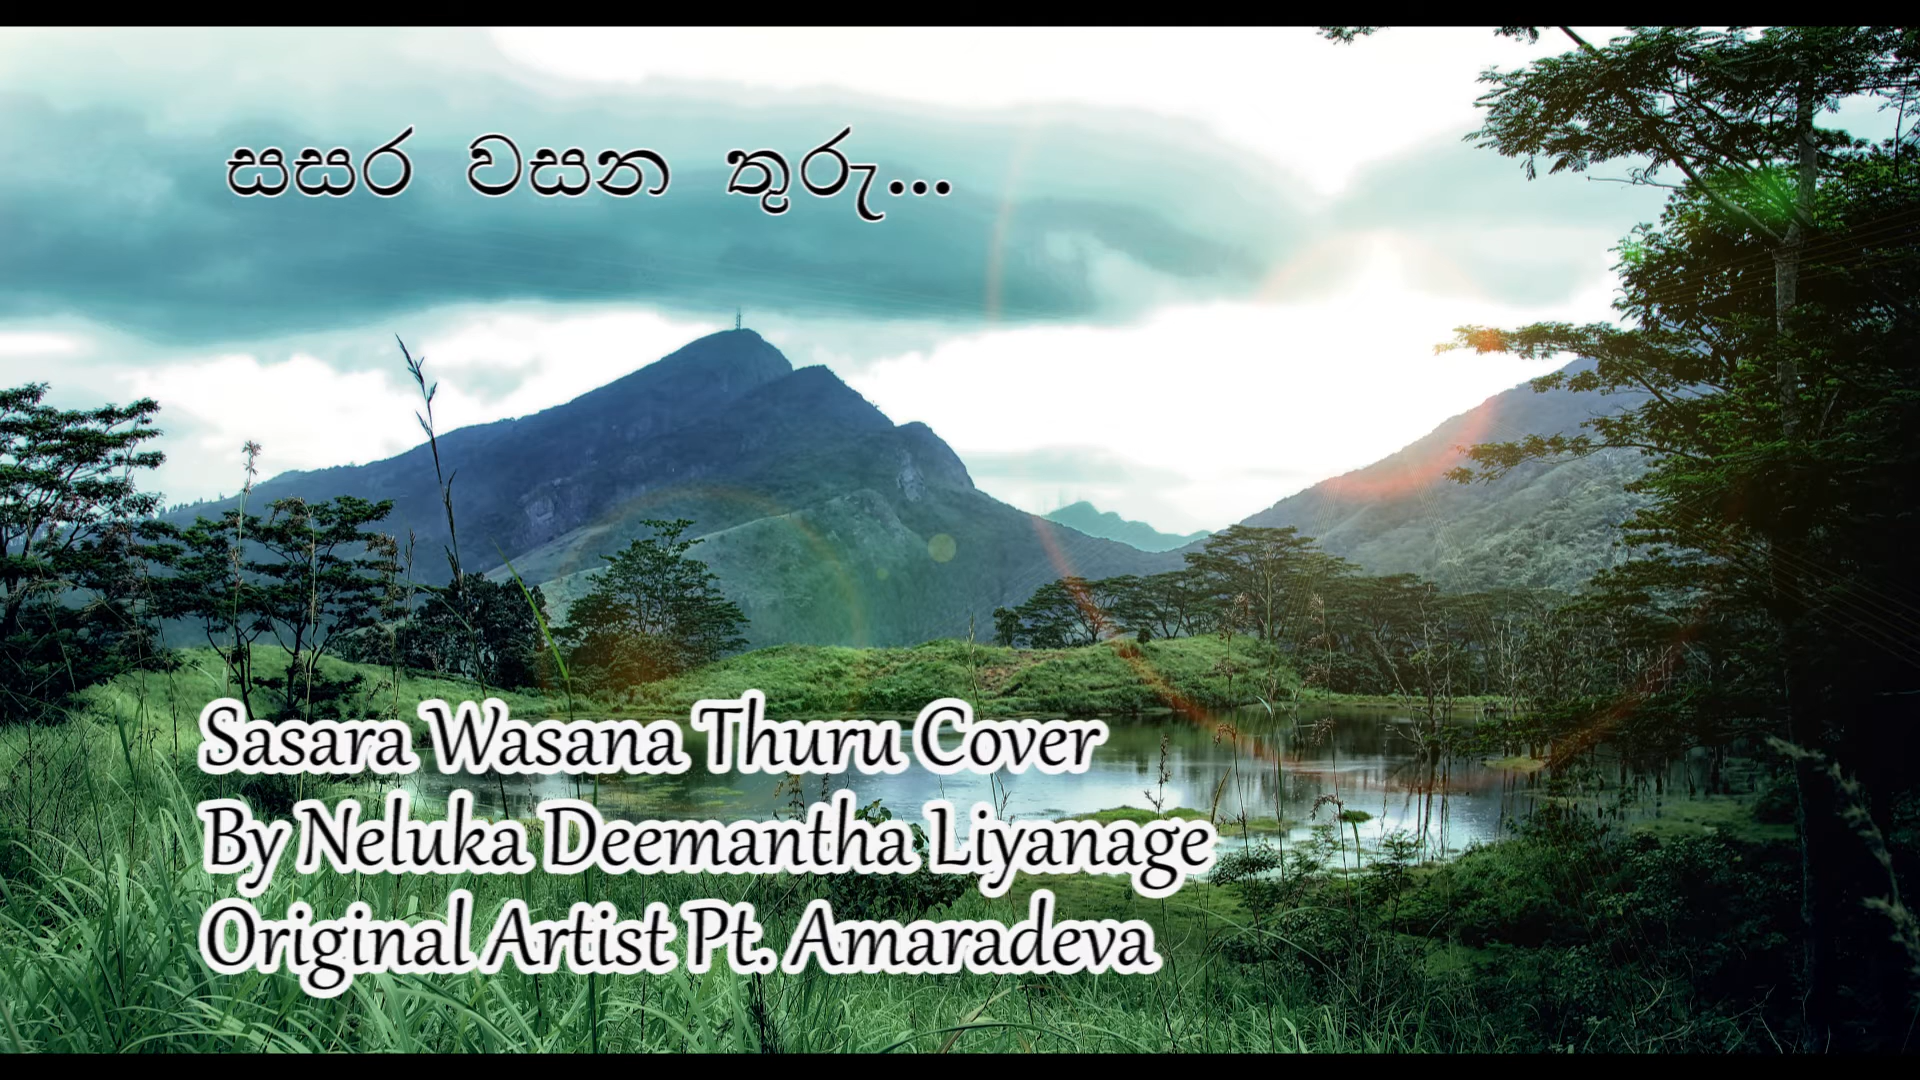 සසර වසන තුරු...
Sasara Wasana Thuru Cover
By Neluka Deemantha Liyanage
Original Artist Pt. Amaradeva